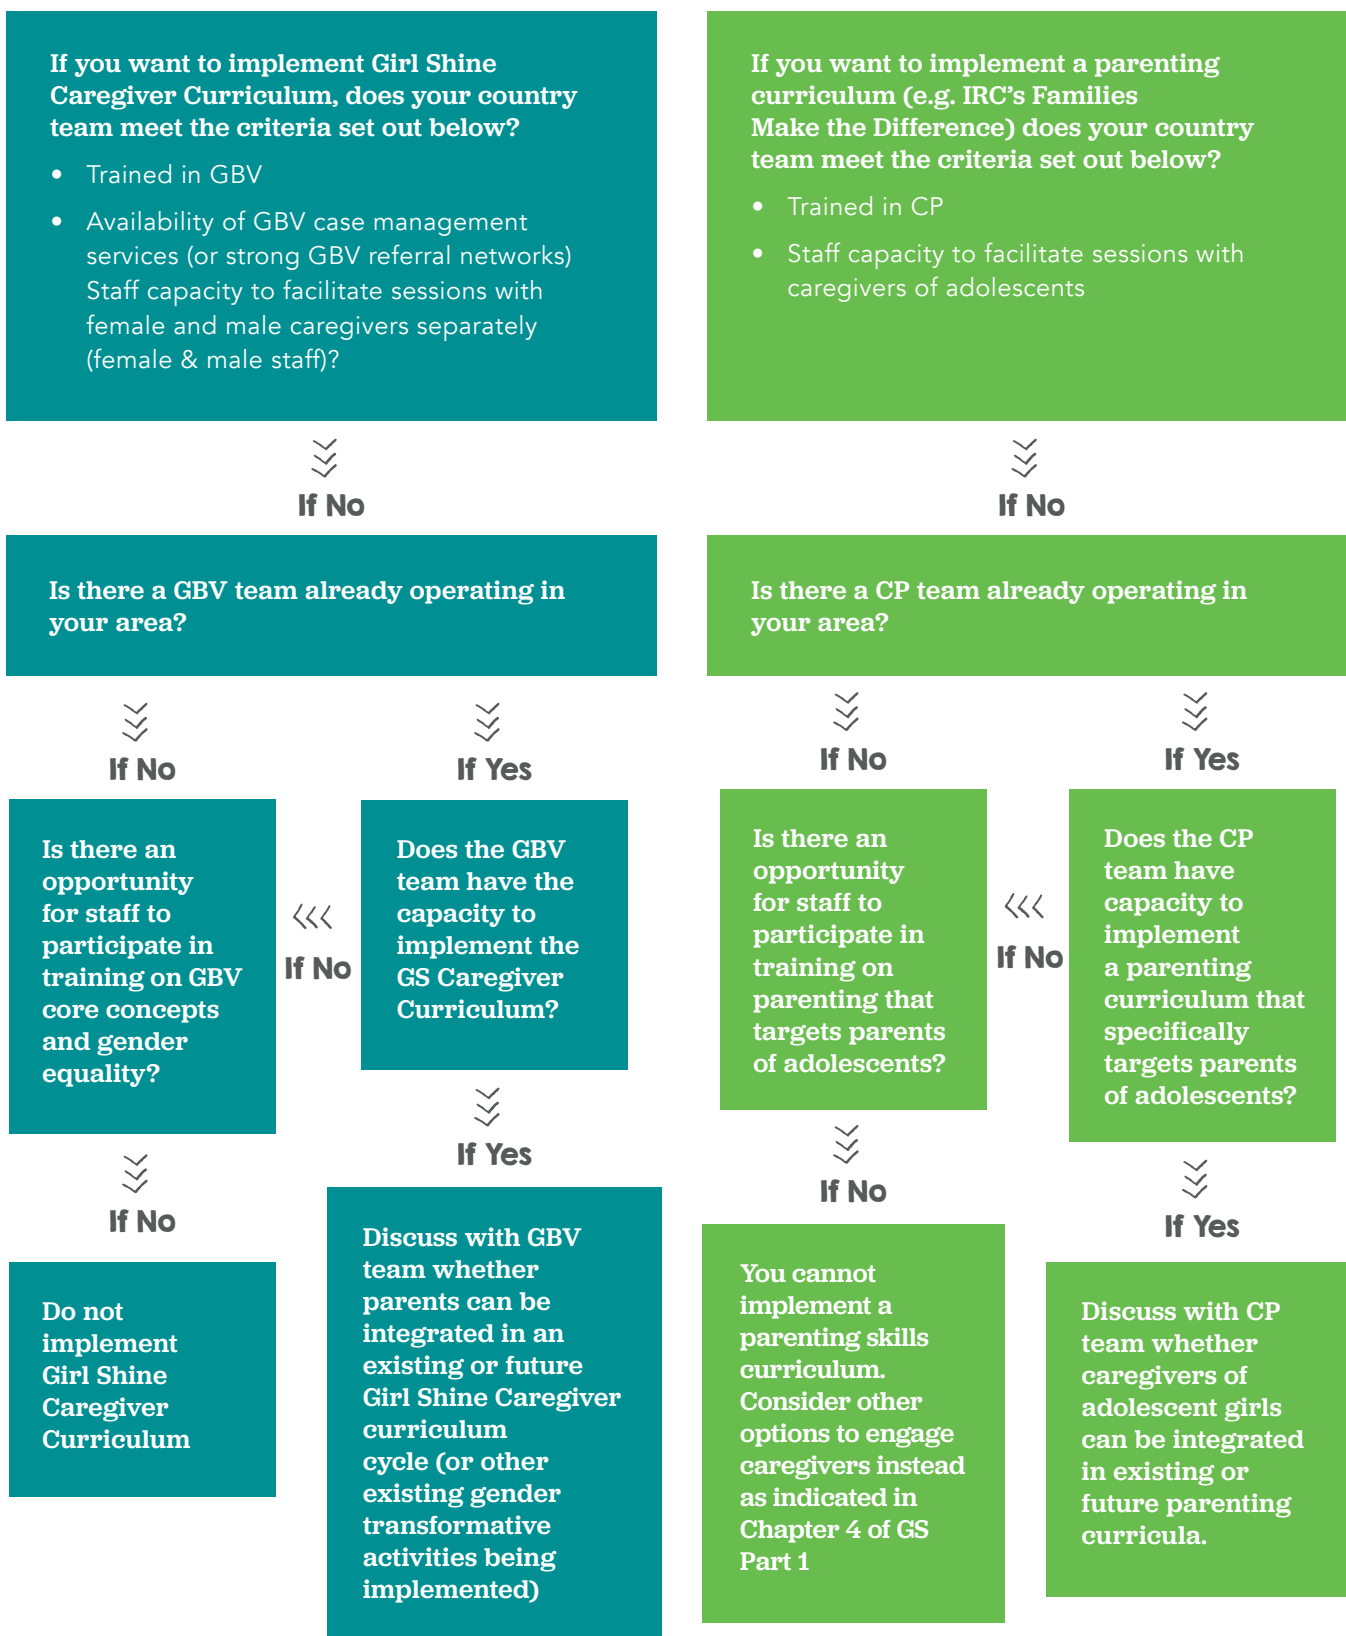 If you want to implement Girl Shine
Caregiver Curriculum, does your country
team meet the criteria set out below?
• Trained in GBV
• Availability of GBV case management
services (or strong GBV referral networks)
Staff capacity to facilitate sessions with
female and male caregivers separately
(female & male staff)?
If No
Is there a GBV team already operating in
your area?
If No
If Yes
Is there an
opportunity
for staff to
participate in
training on GBV
core concepts
and gender
equality?
If No
Does the GBV
team have the
capacity to
implement the
GS Caregiver
Curriculum?
If No
If Yes
Do not
implement
Girl Shine
Caregiver
Curriculum
Discuss with GBV
team whether
parents can be
integrated in an
existing or future
Girl Shine Caregiver
curriculum
cycle (or other
existing gender
transformative
activities being
implemented)
If you want to implement a parenting
curriculum (e.g. IRC's Families
Make the Difference) does your country
team meet the criteria set out below?
• Trained in CP
• Staff capacity to facilitate sessions with
caregivers of adolescents
If No
Is there a CP team already operating in
your area?
If No
If Yes
Is there an
opportunity
for staff to
participate in
training on
parenting that
targets parents
of adolescents?
If No
Does the CP
team have
capacity to
implement
a parenting
curriculum that
specifically
targets parents
of adolescents?
If No
If Yes
You cannot
implement a
parenting skills
curriculum.
Consider other
options to engage
caregivers instead
as indicated in
Chapter 4 of GS
Part 1
Discuss with CP
team whether
caregivers of
adolescent girls
can be integrated
in existing or
future parenting
curricula.